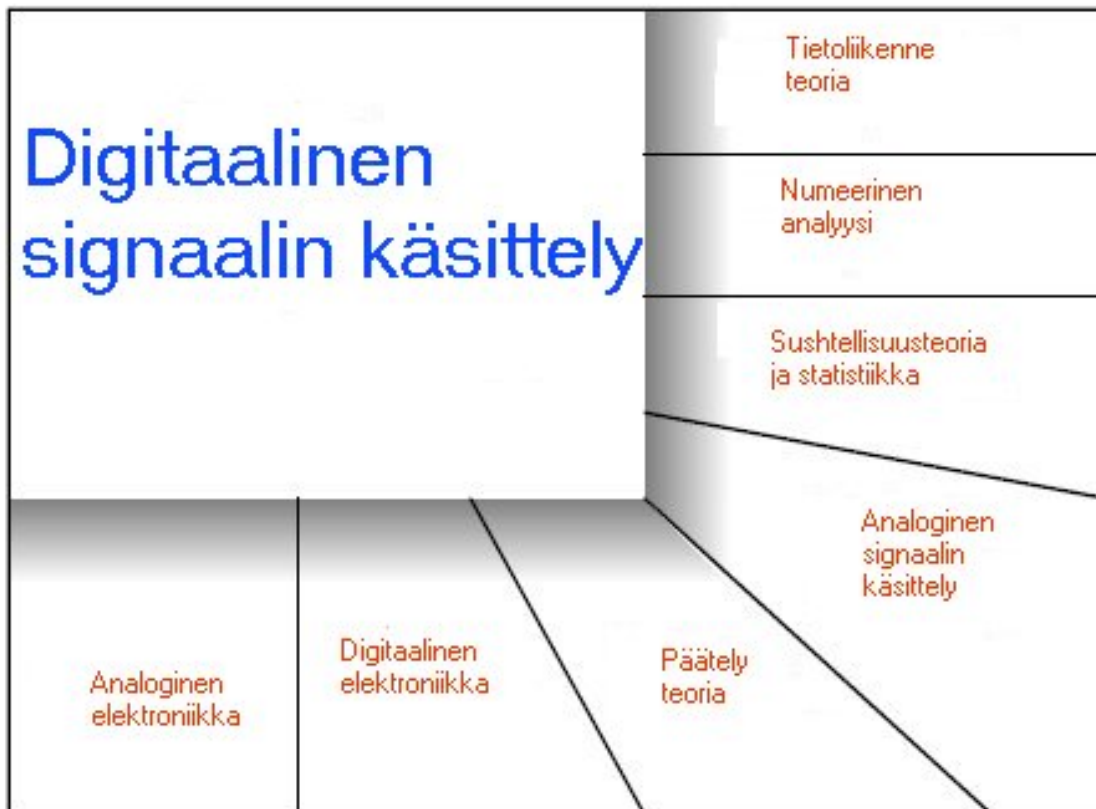 Digitaalinen
signaalin käsittely
Tietoliikenne
teoria
Numeerinen
analyysi
Sushtellisuusteoria
ja statistiikka
Analoginen
signaalin
käsittely
Päätely
teoria
Digitaalinen
elektroniikka
Analoginen
elektroniikka